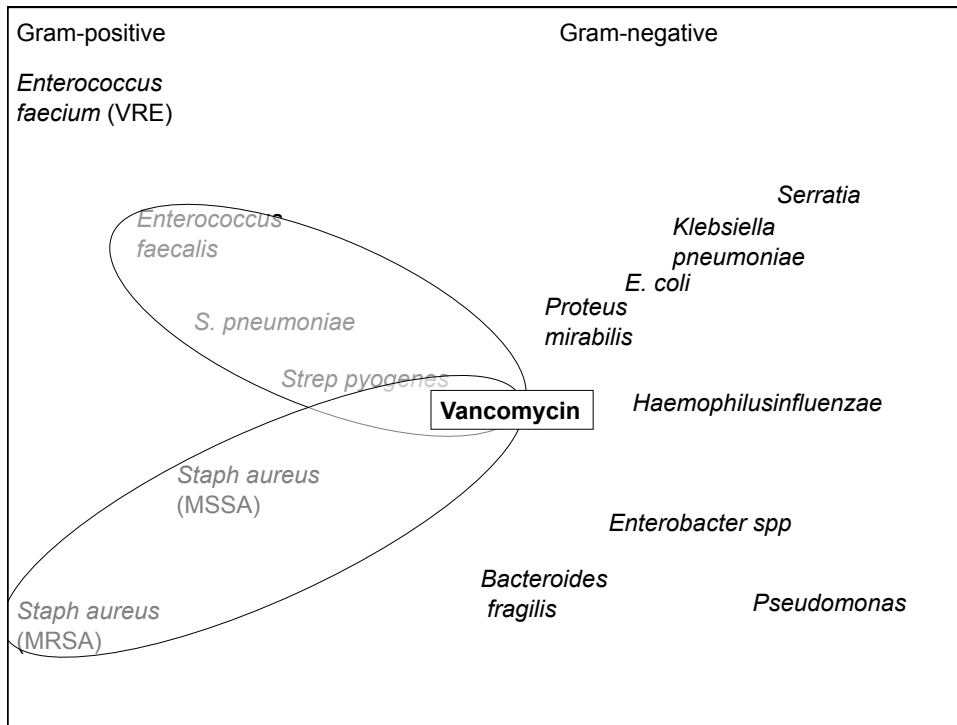 Gram-positive
Gram-negative
Enterococcus
faecium (VRE)
Serratia
Enterococcus
faecalis
Klebsiella
pneumoniae
E. coli
Proteus
mirabilis
S. pneumoniae
Strep pyogenes
Vancomycin
Haemophilusinfluenzae
Staph aureus
(MSSA)
Enterobacter spp
Bacteroides
fragilis
Pseudomonas
Staph aureus
(MRSA)